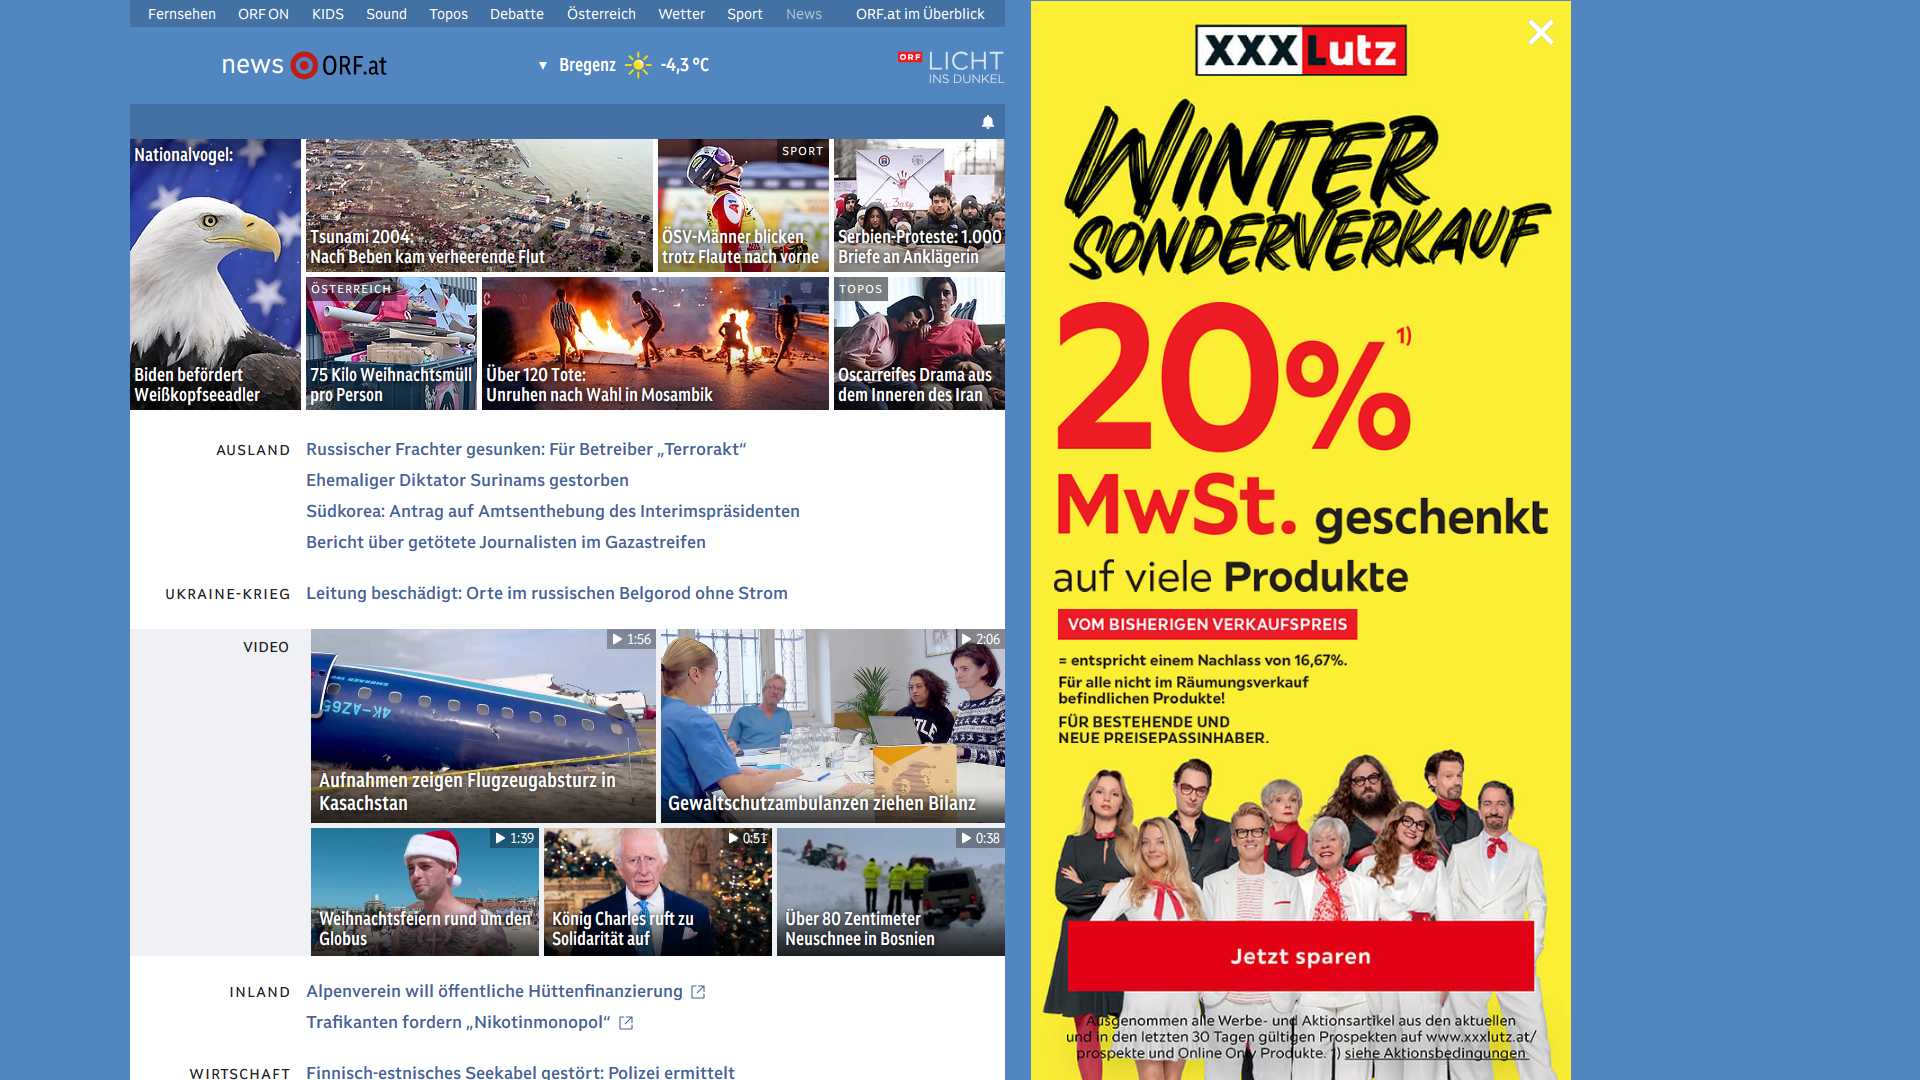 Fernsehen ORF ON KIDS Sound Topos Debatte Österreich Wetter Sport News ORF.at im Überblick
news ORF.at
▼ Bregenz -4,3 °C
ORF LICHT
INS DUNKEL
Nationalvogel:
Biden befördert
Weißkopfseeadler
Tsunami 2004:
Nach Beben kam verheerende Flut
SPORT
ÖSV-Männer blicken
trotz Flaute nach vorne
Serbien-Proteste: 1.000
Briefe an Anklägerin
ÖSTERREICH
75 Kilo Weihnachtsmüll
pro Person
Über 120 Tote:
Unruhen nach Wahl in Mosambik
TOPOS
Oscarreifes Drama aus
dem Inneren des Iran
AUSLAND
Russischer Frachter gesunken: Für Betreiber „Terrorakt“
Ehemaliger Diktator Surinams gestorben
Südkorea: Antrag auf Amtsenthebung des Interimspräsidenten
Bericht über getötete Journalisten im Gazastreifen
UKRAINE-KRIEG
Leitung beschädigt: Orte im russischen Belgorod ohne Strom
VIDEO
1:56
4K-AZ65
Aufnahmen zeigen Flugzeugabsturz in
Kasachstan
2:06
Gewaltschutzambulanzen ziehen Bilanz
1:39
Weihnachtsfeiern rund um den
Globus
0:51
König Charles ruft zu
Solidarität auf
0:38
Über 80 Zentimeter
Neuschnee in Bosnien
INLAND
Alpenverein will öffentliche Hüttenfinanzierung
Trafikanten fordern „Nikotinmonopol“
WIRTSCHAFT
Finnisch-estnisches Seekabel gestört: Polizei ermittelt
XXXLutz
WINTER
SONDERVERKAUF
20% 1)
MwSt. geschenkt
auf viele Produkte
VOM BISHERIGEN VERKAUFSPREIS
= entspricht einem Nachlass von 16,67%.
Für alle nicht im Räumungsverkauf
befindlichen Produkte!
FÜR BESTEHENDE UND
NEUE PREISEPASSINHABER.
Jetzt sparen
Ausgenommen alle Werbe- und Aktionsartikel aus den aktuellen
und in den letzten 30 Tagen gültigen Prospekten auf www.xxxlutz.at/
prospekte und Online Only Produkte. 1) siehe Aktionsbedingungen